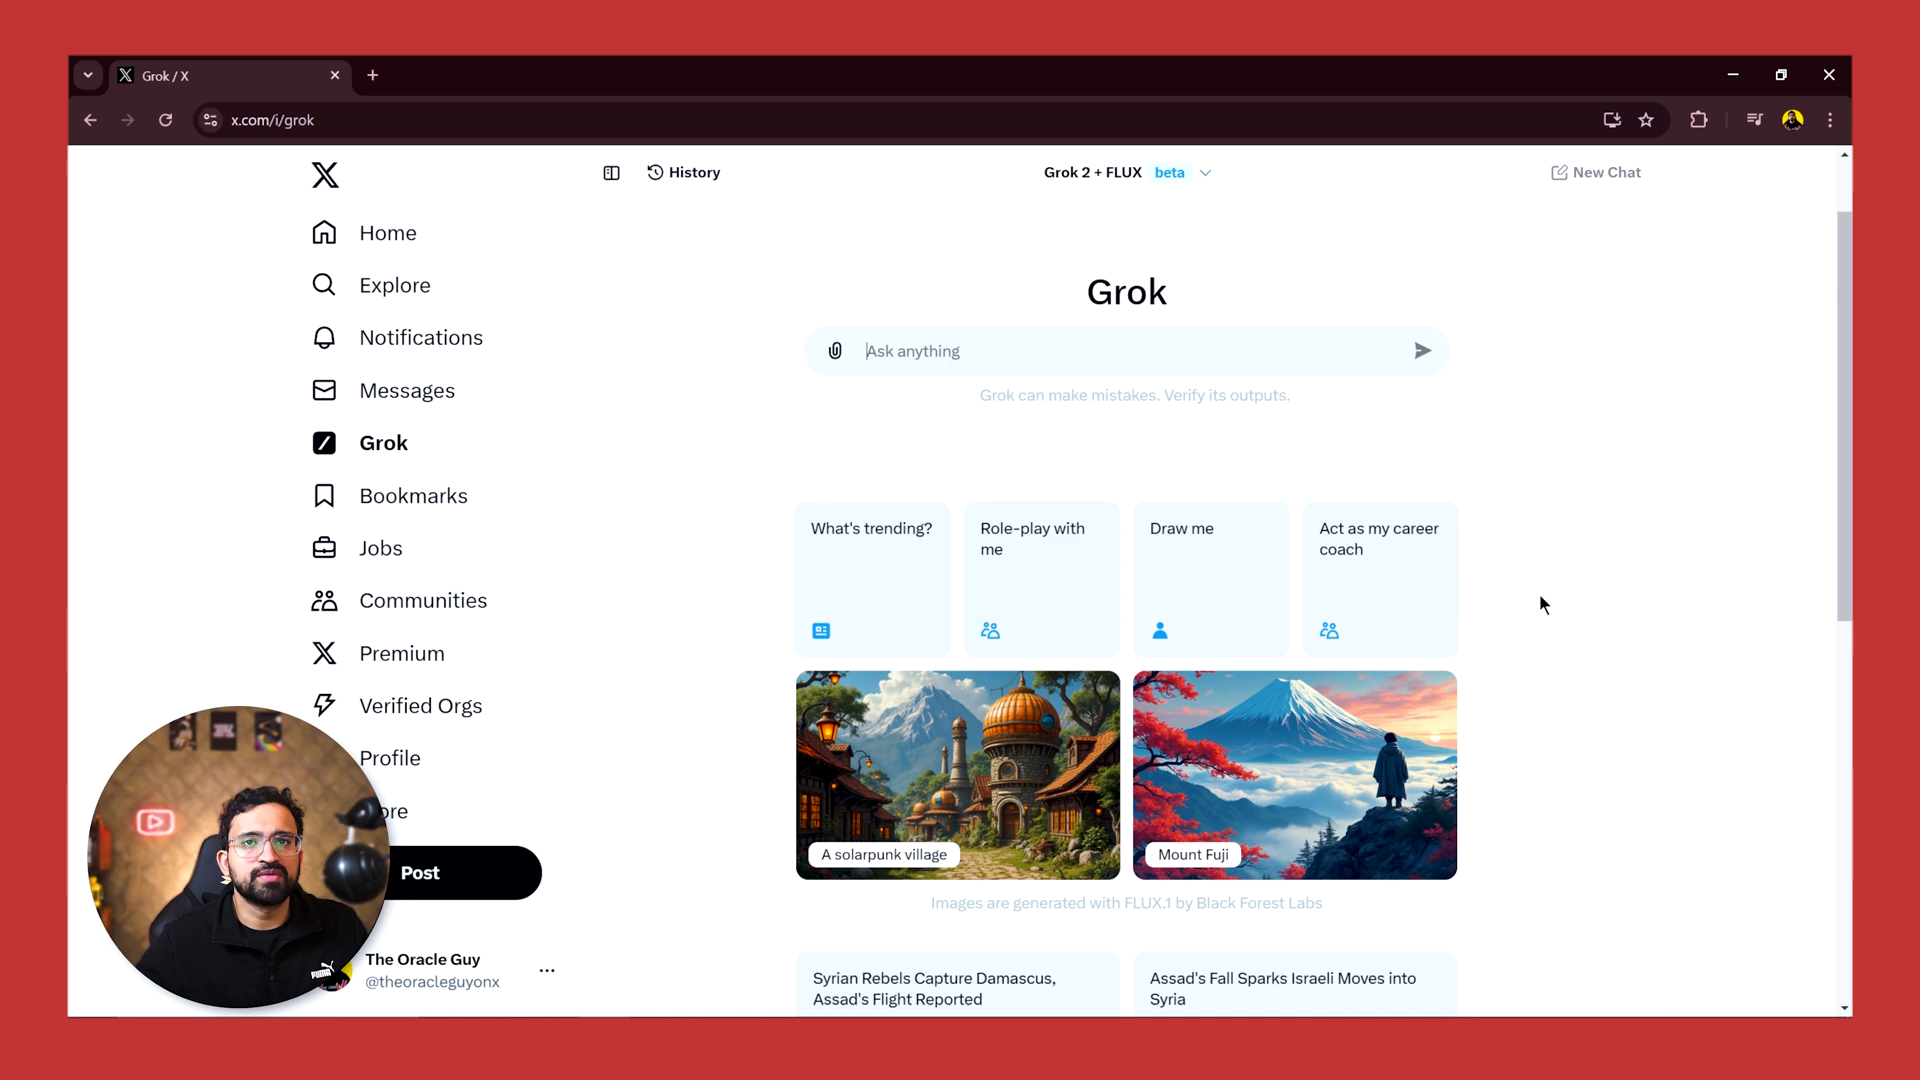 Grok / X
x.com/i/grok
History
Grok 2 + FLUX beta
New Chat
Home
Explore
Notifications
Messages
Grok
Bookmarks
Jobs
Communities
Premium
Verified Orgs
Profile
ore
Post
The Oracle Guy
@theoracleguyonx
Grok
Ask anything
Grok can make mistakes. Verify its outputs.
What's trending?
Role-play with
me
Draw me
Act as my career
coach
A solarpunk village
Mount Fuji
Images are generated with FLUX.1 by Black Forest Labs
Syrian Rebels Capture Damascus,
Assad's Flight Reported
Assad's Fall Sparks Israeli Moves into
Syria
PUMA